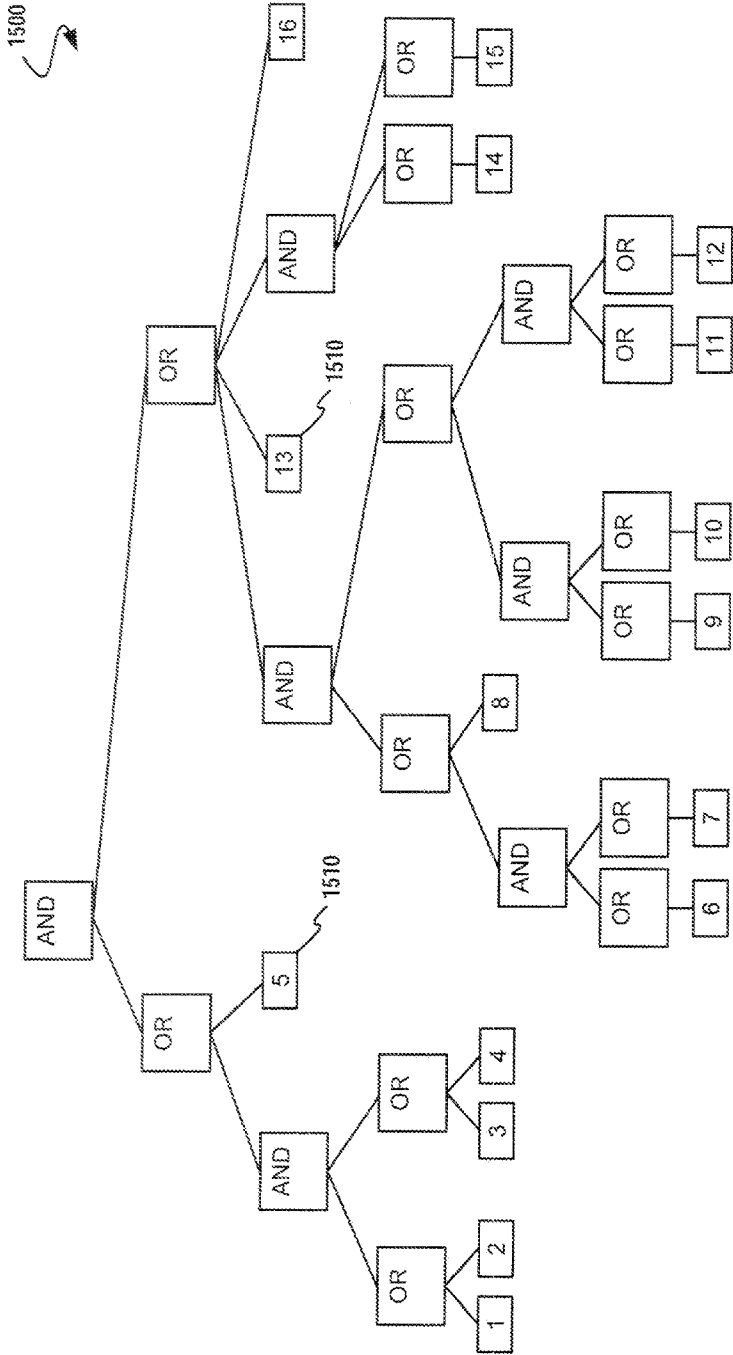 1500
AND
OR OR
AND 5 AND 13 AND 16
1510 1510
OR OR OR OR OR OR
1 2 3 4 8 14 15
AND AND AND
OR OR OR OR OR OR
6 7 9 10 11 12